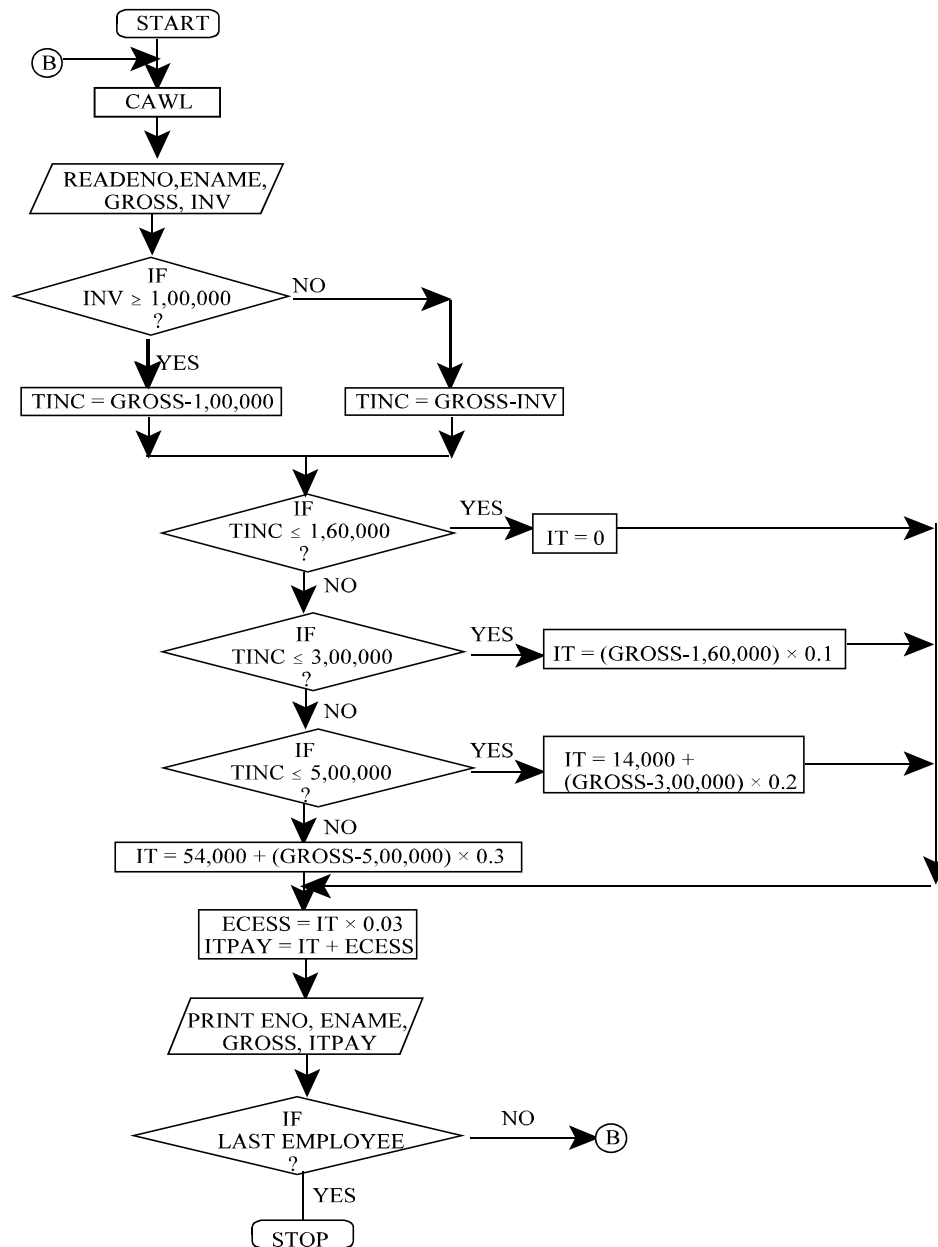 START
B
CAWL
READENO,ENAME,
GROSS, INV
IF
INV ≥ 1,00,000
?
NO
YES
TINC = GROSS-1,00,000
TINC = GROSS-INV
IF
TINC ≤ 1,60,000
?
YES
IT = 0
NO
IF
TINC ≤ 3,00,000
?
YES
IT = (GROSS-1,60,000) × 0.1
NO
IF
TINC ≤ 5,00,000
?
YES
IT = 14,000 +
(GROSS-3,00,000) × 0.2
NO
IT = 54,000 + (GROSS-5,00,000) × 0.3
ECESS = IT × 0.03
ITPAY = IT + ECESS
PRINT ENO, ENAME,
GROSS, ITPAY
IF
LAST EMPLOYEE
?
NO
B
YES
STOP